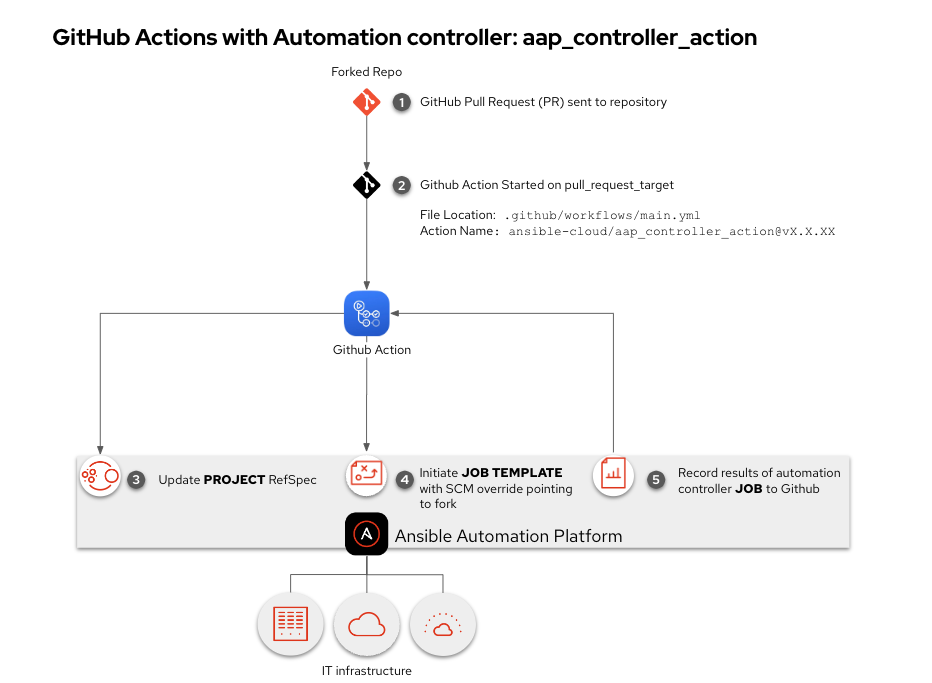 GitHub Actions with Automation controller: aap_controller_action
Forked Repo
1 GitHub Pull Request (PR) sent to repository
2 Github Action Started on pull_request_target
File Location: .github/workflows/main.yml
Action Name: ansible-cloud/aap_controller_action@vX.X.XX
Github Action
3 Update PROJECT RefSpec
4 Initiate JOB TEMPLATE
with SCM override pointing
to fork
5 Record results of automation
controller JOB to Github
Ansible Automation Platform
IT infrastructure